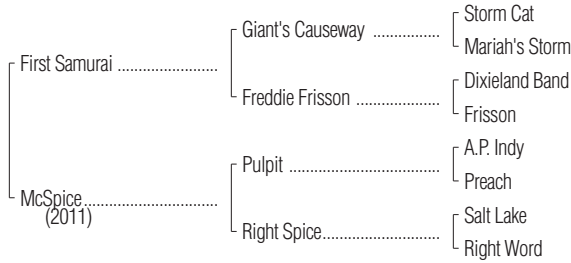 Storm Cat
Giant's Causeway ................
Mariah's Storm
First Samurai ........................
Dixieland Band
Freddie Frisson ....................
Frisson
A.P. Indy
Pulpit ....................................
Preach
McSpice................................
(2011)
Salt Lake
Right Spice............................
Right Word